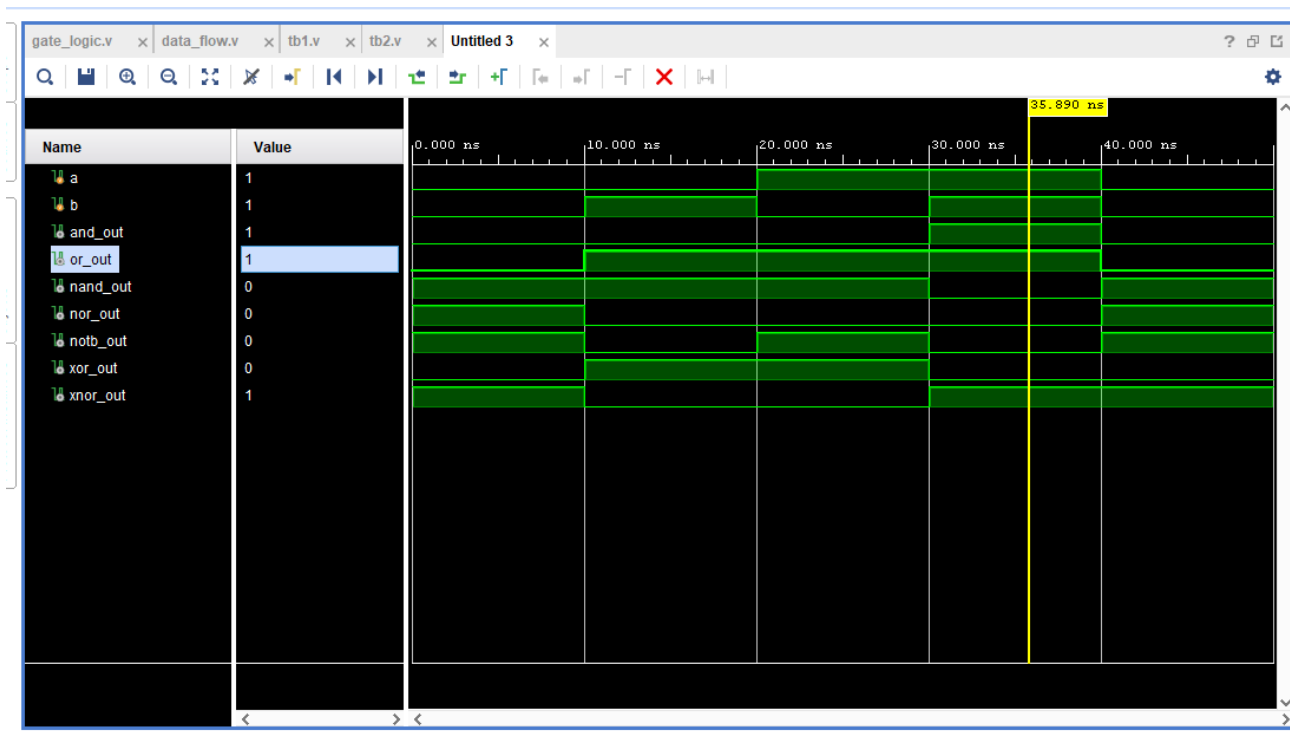 gate_logic.v × data_flow.v × tb1.v × tb2.v × Untitled 3 ×
?
35.890 ns
Name Value
0.000 ns 10.000 ns 20.000 ns 30.000 ns 40.000 ns
a 1
b 1
and_out 1
or_out 1
nand_out 0
nor_out 0
notb_out 0
xor_out 0
xnor_out 1